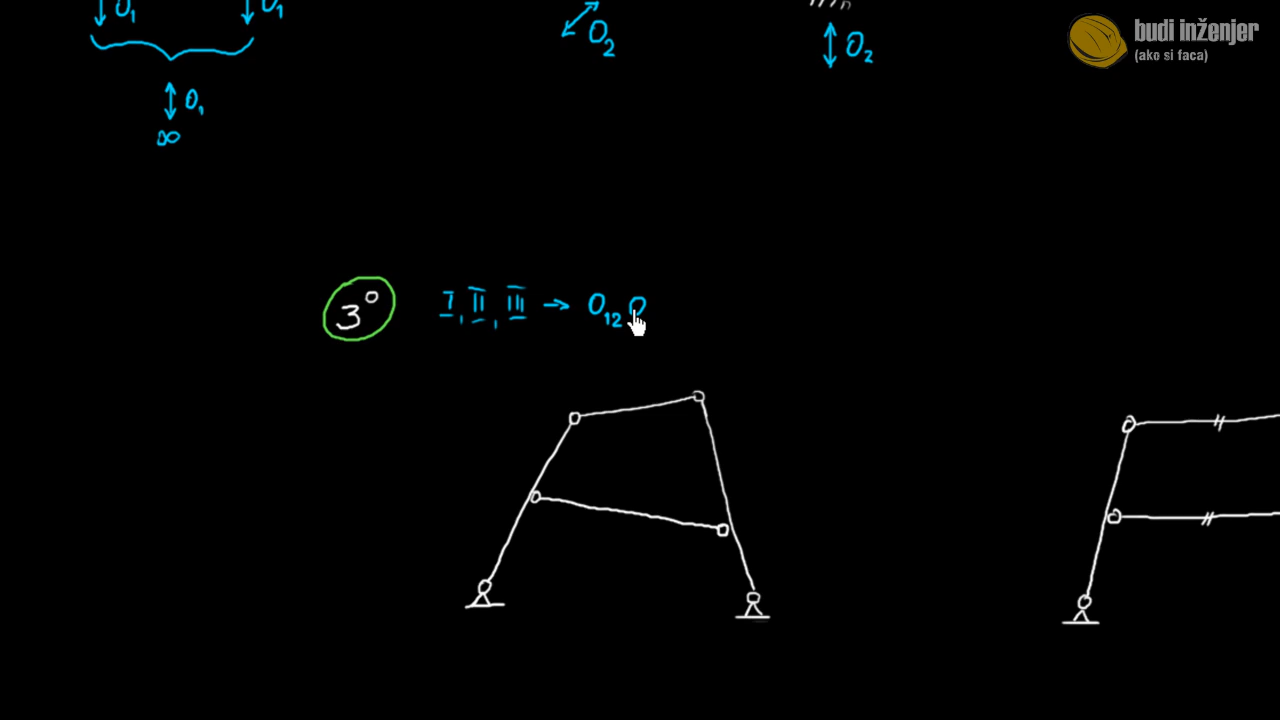 O₁ O₁
O₂
O₂
budi inženjer
(ako si faca)
O₁
∞
3° I, II, III → O₁₂ O